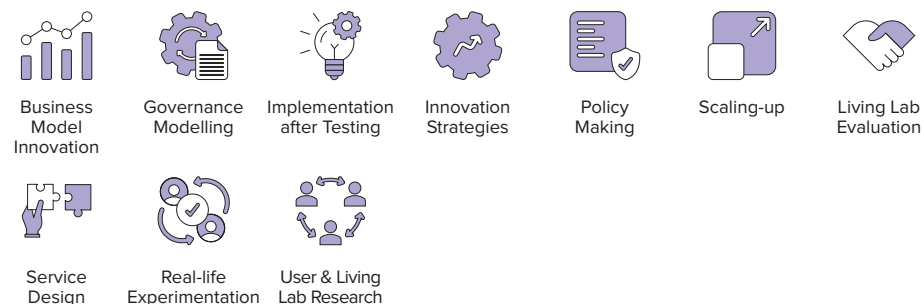 Business
Model
Innovation
Governance
Modelling
Implementation
after Testing
Innovation
Strategies
Policy
Making
Scaling-up
Living Lab
Evaluation
Service
Design
Real-life
Experimentation
User & Living
Lab Research